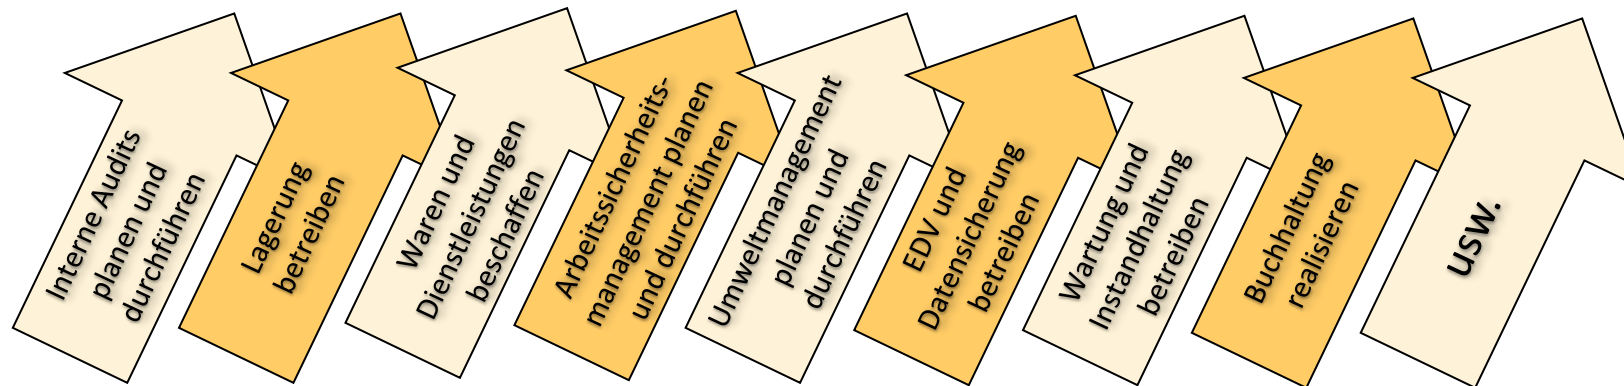 Interne Audits
planen und
durchführen
Lagerung
betreiben
Waren und
Dienstleistungen
beschaffen
Arbeitssicherheits-
management planen
und durchführen
Umweltmanagement
planen und
durchführen
EDV und
Datensicherung
betreiben
Wartung und
Instandhaltung
betreiben
Buchhaltung
realisieren
usw.